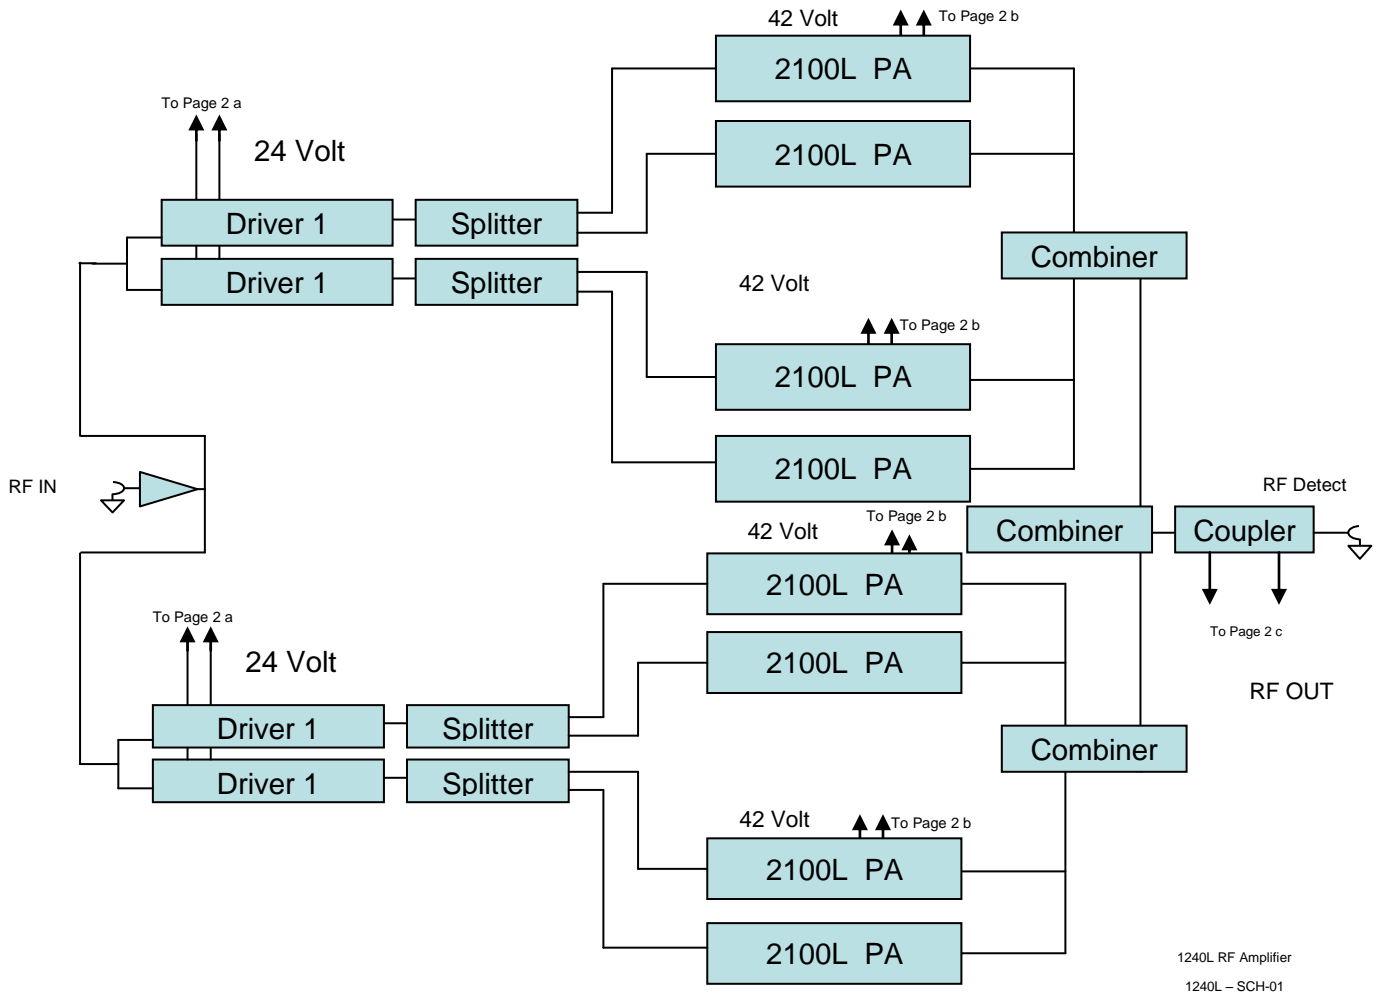 42 Volt
To Page 2 b
2100L PA
To Page 2 a
24 Volt
2100L PA
Driver 1
Splitter
Combiner
Driver 1
Splitter
42 Volt
To Page 2 b
2100L PA
2100L PA
RF IN
RF Detect
42 Volt
To Page 2 b
Combiner
Coupler
2100L PA
To Page 2 a
To Page 2 c
24 Volt
2100L PA
RF OUT
Driver 1
Splitter
Combiner
Driver 1
Splitter
42 Volt
To Page 2 b
2100L PA
2100L PA
1240L RF Amplifier
1240L – SCH-01